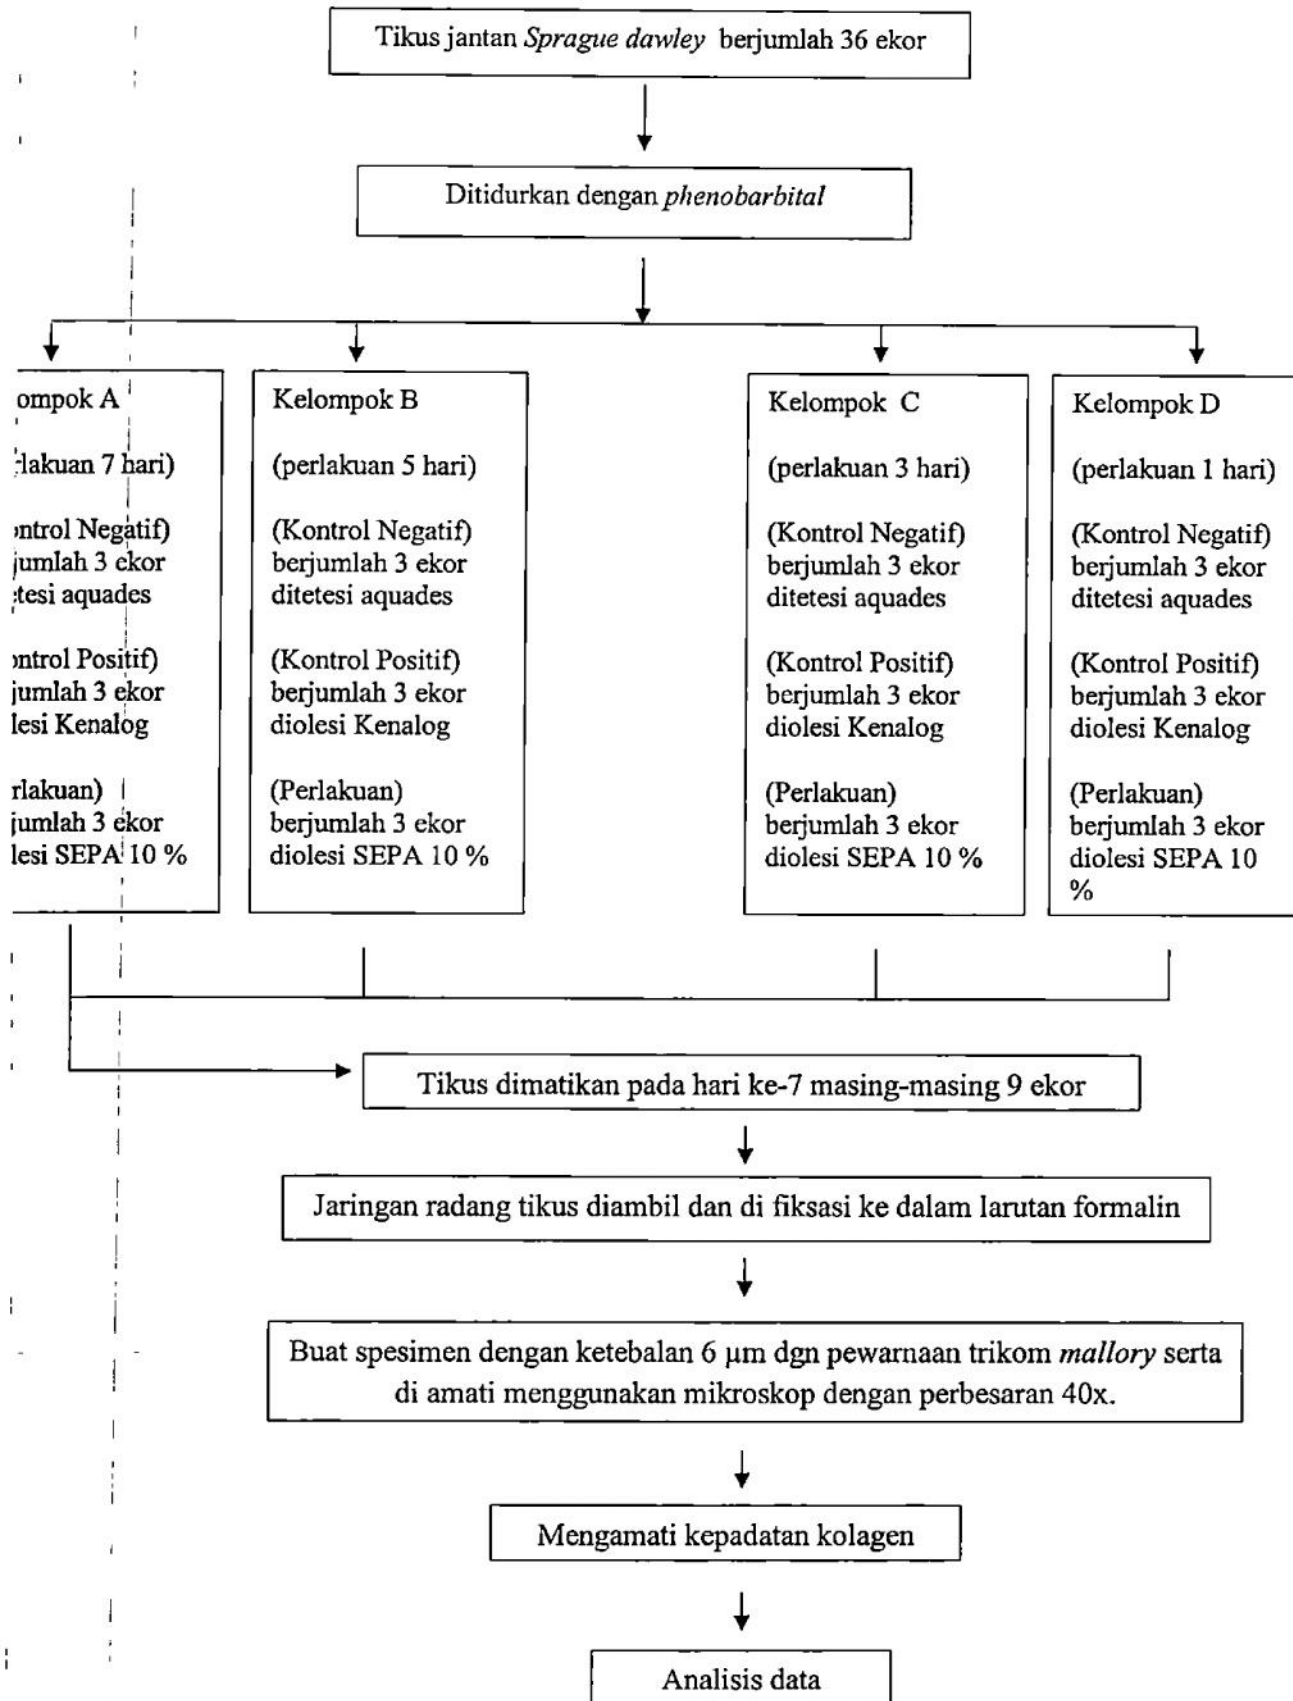 Tikus jantan Sprague dawley berjumlah 36 ekor
Ditidurkan dengan phenobarbital
ompok A
rlakuan 7 hari)
ontrol Negatif)
jumlah 3 ekor
etesi aquades
ontrol Positif)
jumlah 3 ekor
lesi Kenalog
rlakuan)
jumlah 3 ekor
lesi SEPA 10 %
Kelompok B
(perlakuan 5 hari)
(Kontrol Negatif)
berjumlah 3 ekor
ditetesi aquades
(Kontrol Positif)
berjumlah 3 ekor
diolesi Kenalog
(Perlakuan)
berjumlah 3 ekor
diolesi SEPA 10 %
Kelompok C
(perlakuan 3 hari)
(Kontrol Negatif)
berjumlah 3 ekor
ditetesi aquades
(Kontrol Positif)
berjumlah 3 ekor
diolesi Kenalog
(Perlakuan)
berjumlah 3 ekor
diolesi SEPA 10 %
Kelompok D
(perlakuan 1 hari)
(Kontrol Negatif)
berjumlah 3 ekor
ditetesi aquades
(Kontrol Positif)
berjumlah 3 ekor
diolesi Kenalog
(Perlakuan)
berjumlah 3 ekor
diolesi SEPA 10
%
Tikus dimatikan pada hari ke-7 masing-masing 9 ekor
Jaringan radang tikus diambil dan di fiksasi ke dalam larutan formalin
Buat spesimen dengan ketebalan 6 µm dgn pewarnaan trikom mallory serta
di amati menggunakan mikroskop dengan perbesaran 40x.
Mengamati kepadatan kolagen
Analisis data